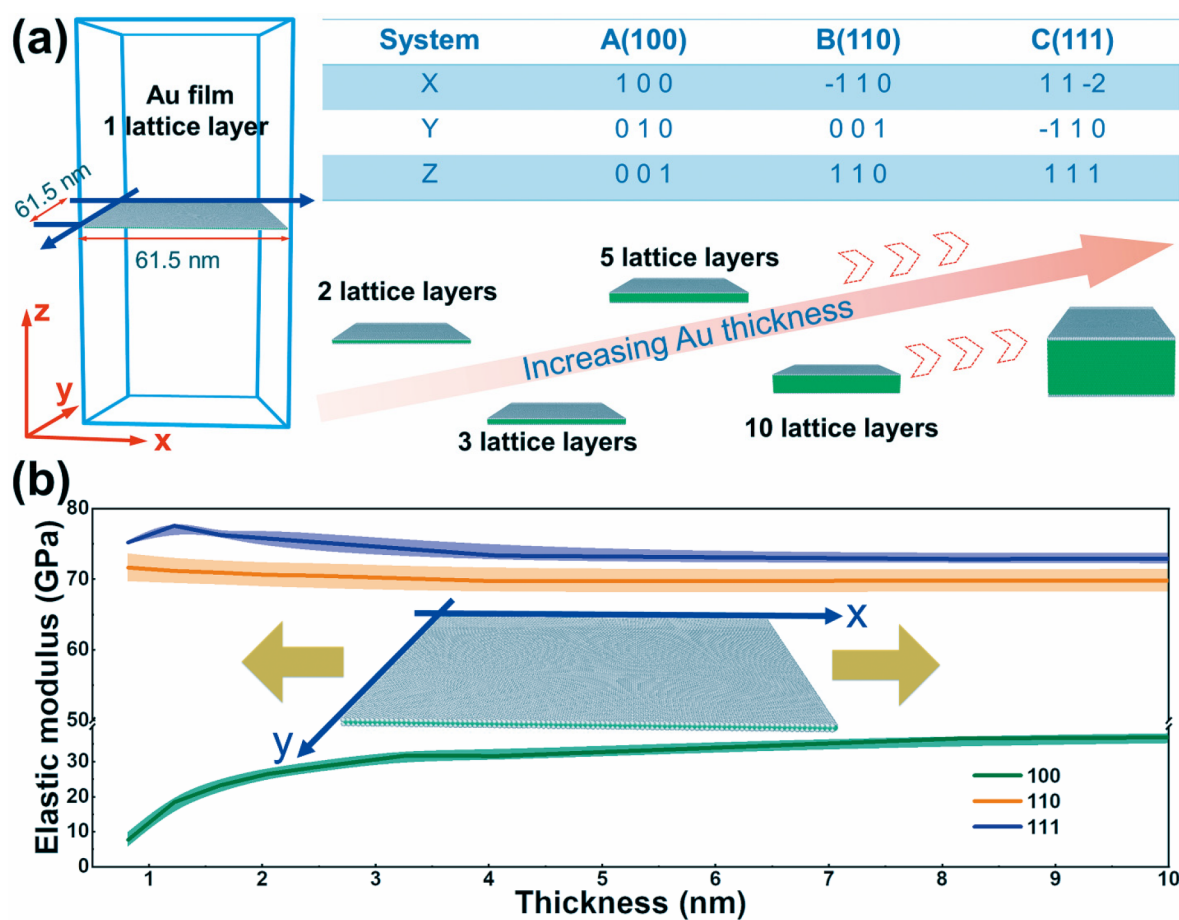 (a)
Au film
1 lattice layer
61.5 nm
61.5 nm
z
y
x
System A(100) B(110) C(111)
X 1 0 0 -1 1 0 1 1 -2
Y 0 1 0 0 0 1 -1 1 0
Z 0 0 1 1 1 0 1 1 1
2 lattice layers
5 lattice layers
Increasing Au thickness
3 lattice layers
10 lattice layers
(b)
Elastic modulus (GPa)
80
70
60
50
30
20
10
0
x
y
100
110
111
1 2 3 4 5 6 7 8 9 10
Thickness (nm)